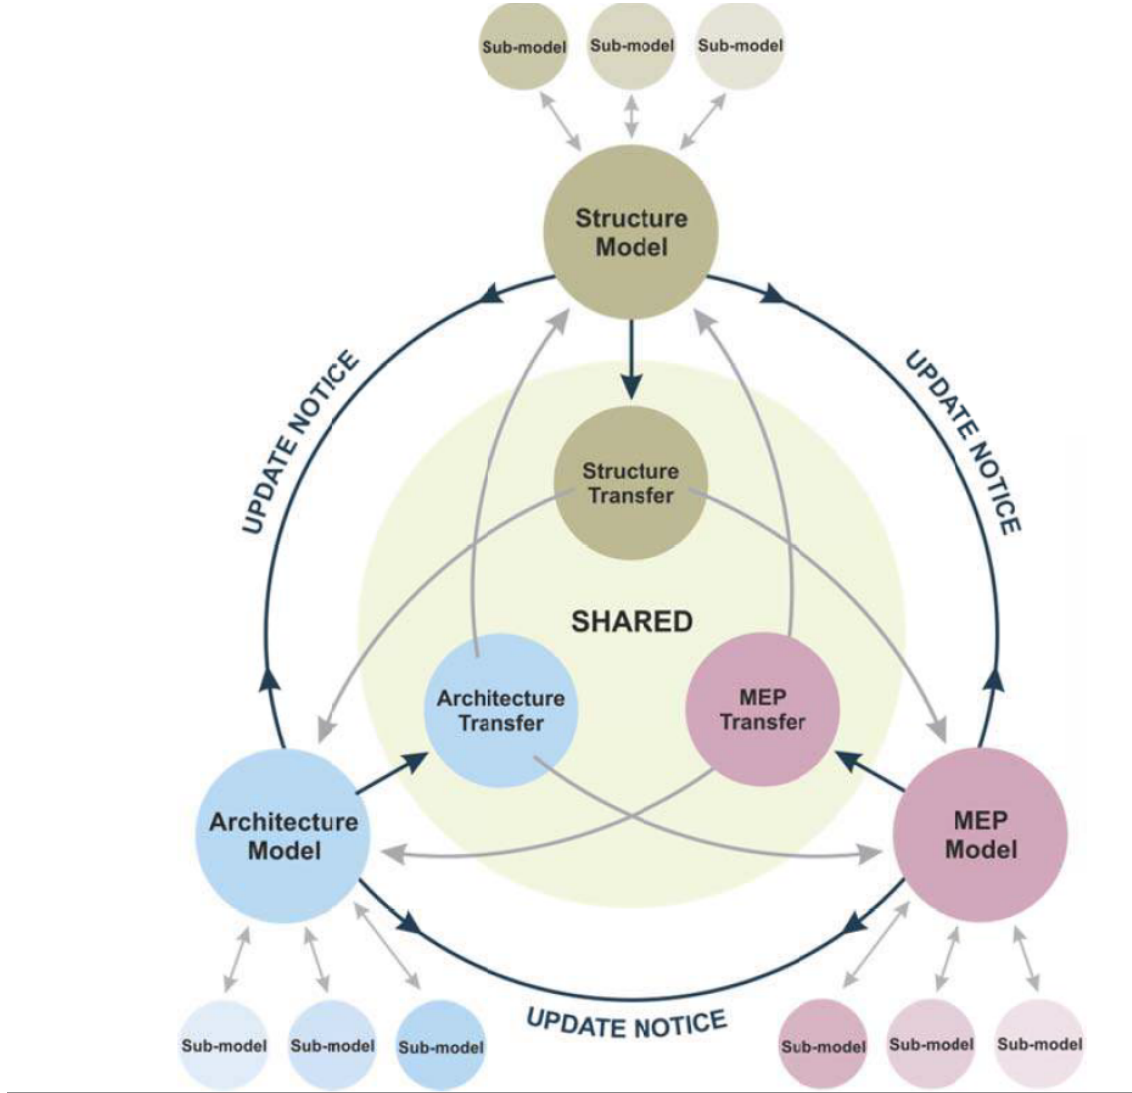 Sub-model
Sub-model
Sub-model
Structure
Model
UPDATE NOTICE
UPDATE NOTICE
Structure
Transfer
SHARED
Architecture
Transfer
MEP
Transfer
Architecture
Model
MEP
Model
UPDATE NOTICE
Sub-model
Sub-model
Sub-model
Sub-model
Sub-model
Sub-model